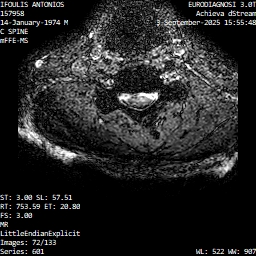 IFOULIS ANTONIOS
EURODIAGNOSI 3.0T
157958
Achieva dStream
14-January-1974 M
3-September-2025 15:55:48
C SPINE
mFFE-MS
ST: 3.00 SL: 57.51
RT: 753.59 ET: 20.80
FS: 3.00
MR
LittleEndianExplicit
Images: 72/133
Series: 601
WL: 522 WW: 907